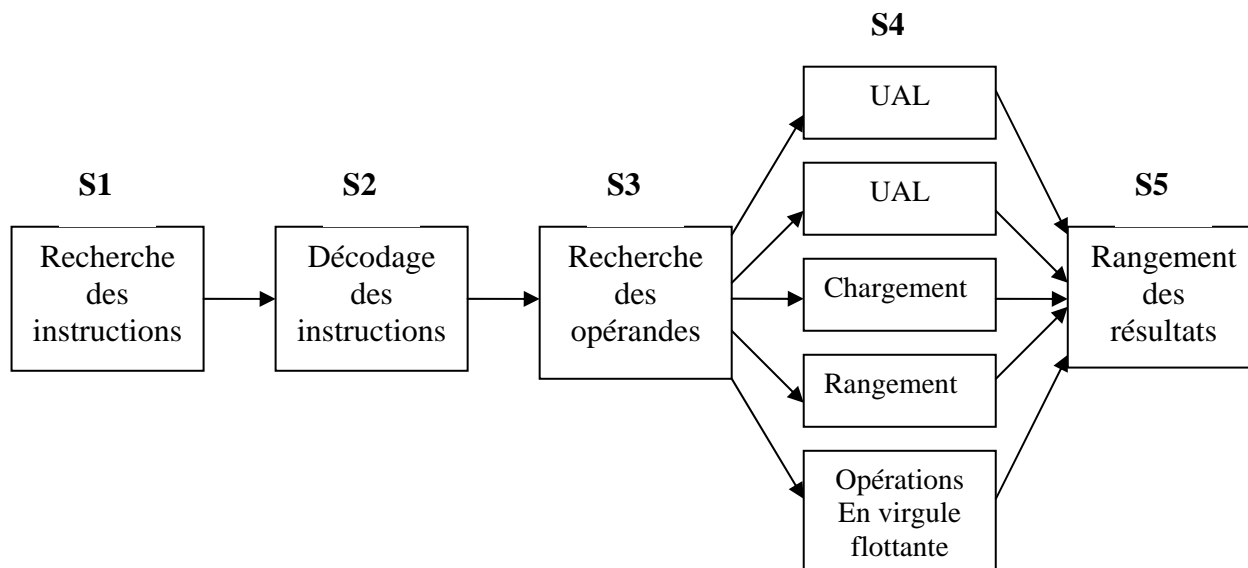 S1
Recherche
des
instructions
S2
Décodage
des
instructions
S3
Recherche
des
opérandes
S4
UAL
UAL
Chargement
Rangement
Opérations
En virgule
flottante
S5
Rangement
des
résultats